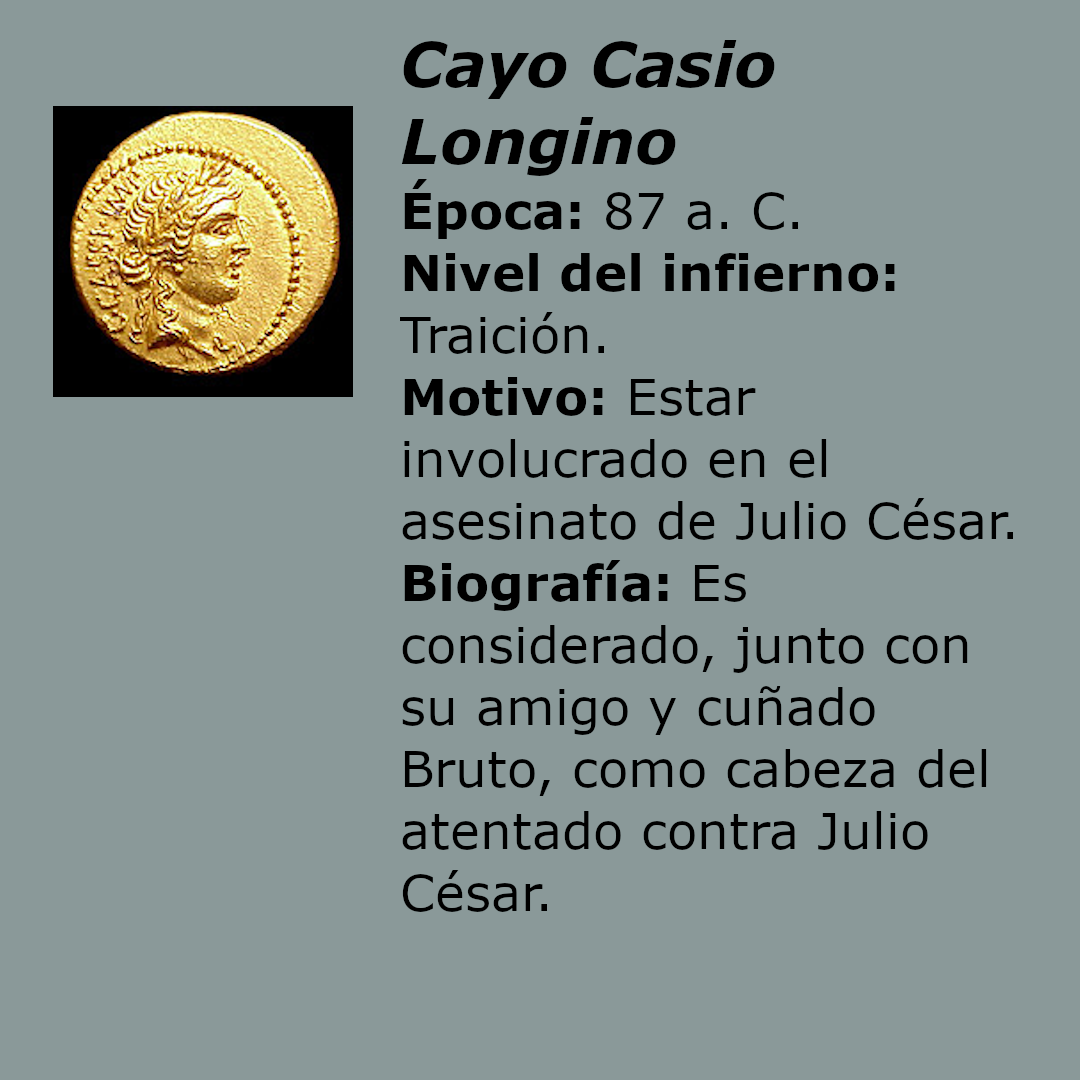 Cayo Casio
Longino
Época: 87 a. C.
Nivel del infierno:
Traición.
Motivo: Estar
involucrado en el
asesinato de Julio César.
Biografía: Es
considerado, junto con
su amigo y cuñado
Bruto, como cabeza del
atentado contra Julio
César.
C CASSI IMP